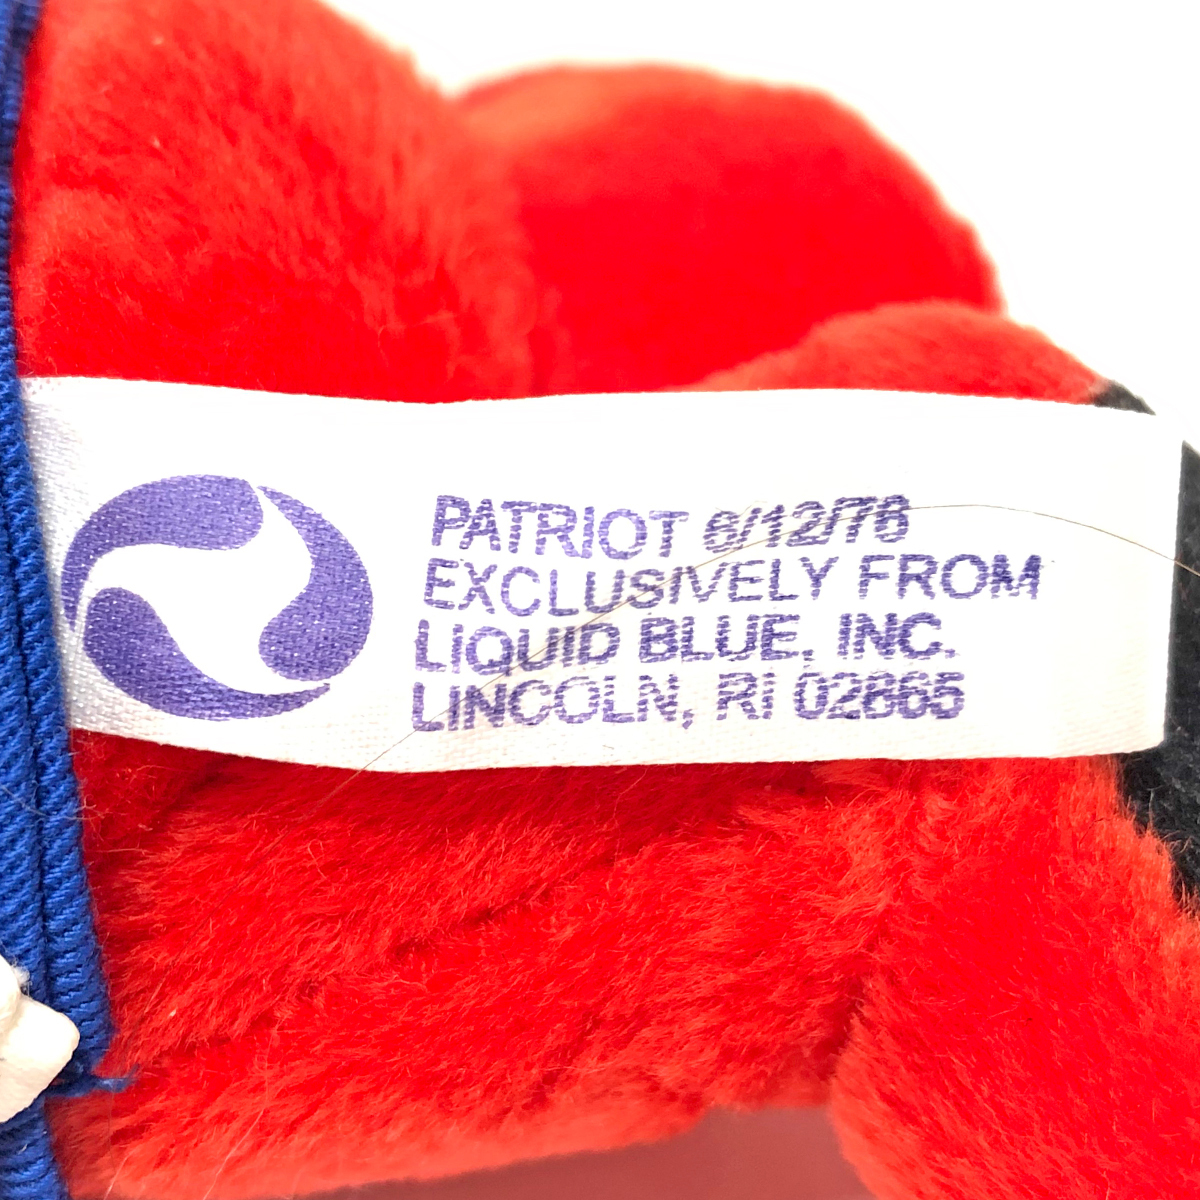 PATRIOT 6/12/76
EXCLUSIVELY FROM
LIQUID BLUE, INC.
LINCOLN, RI 02865